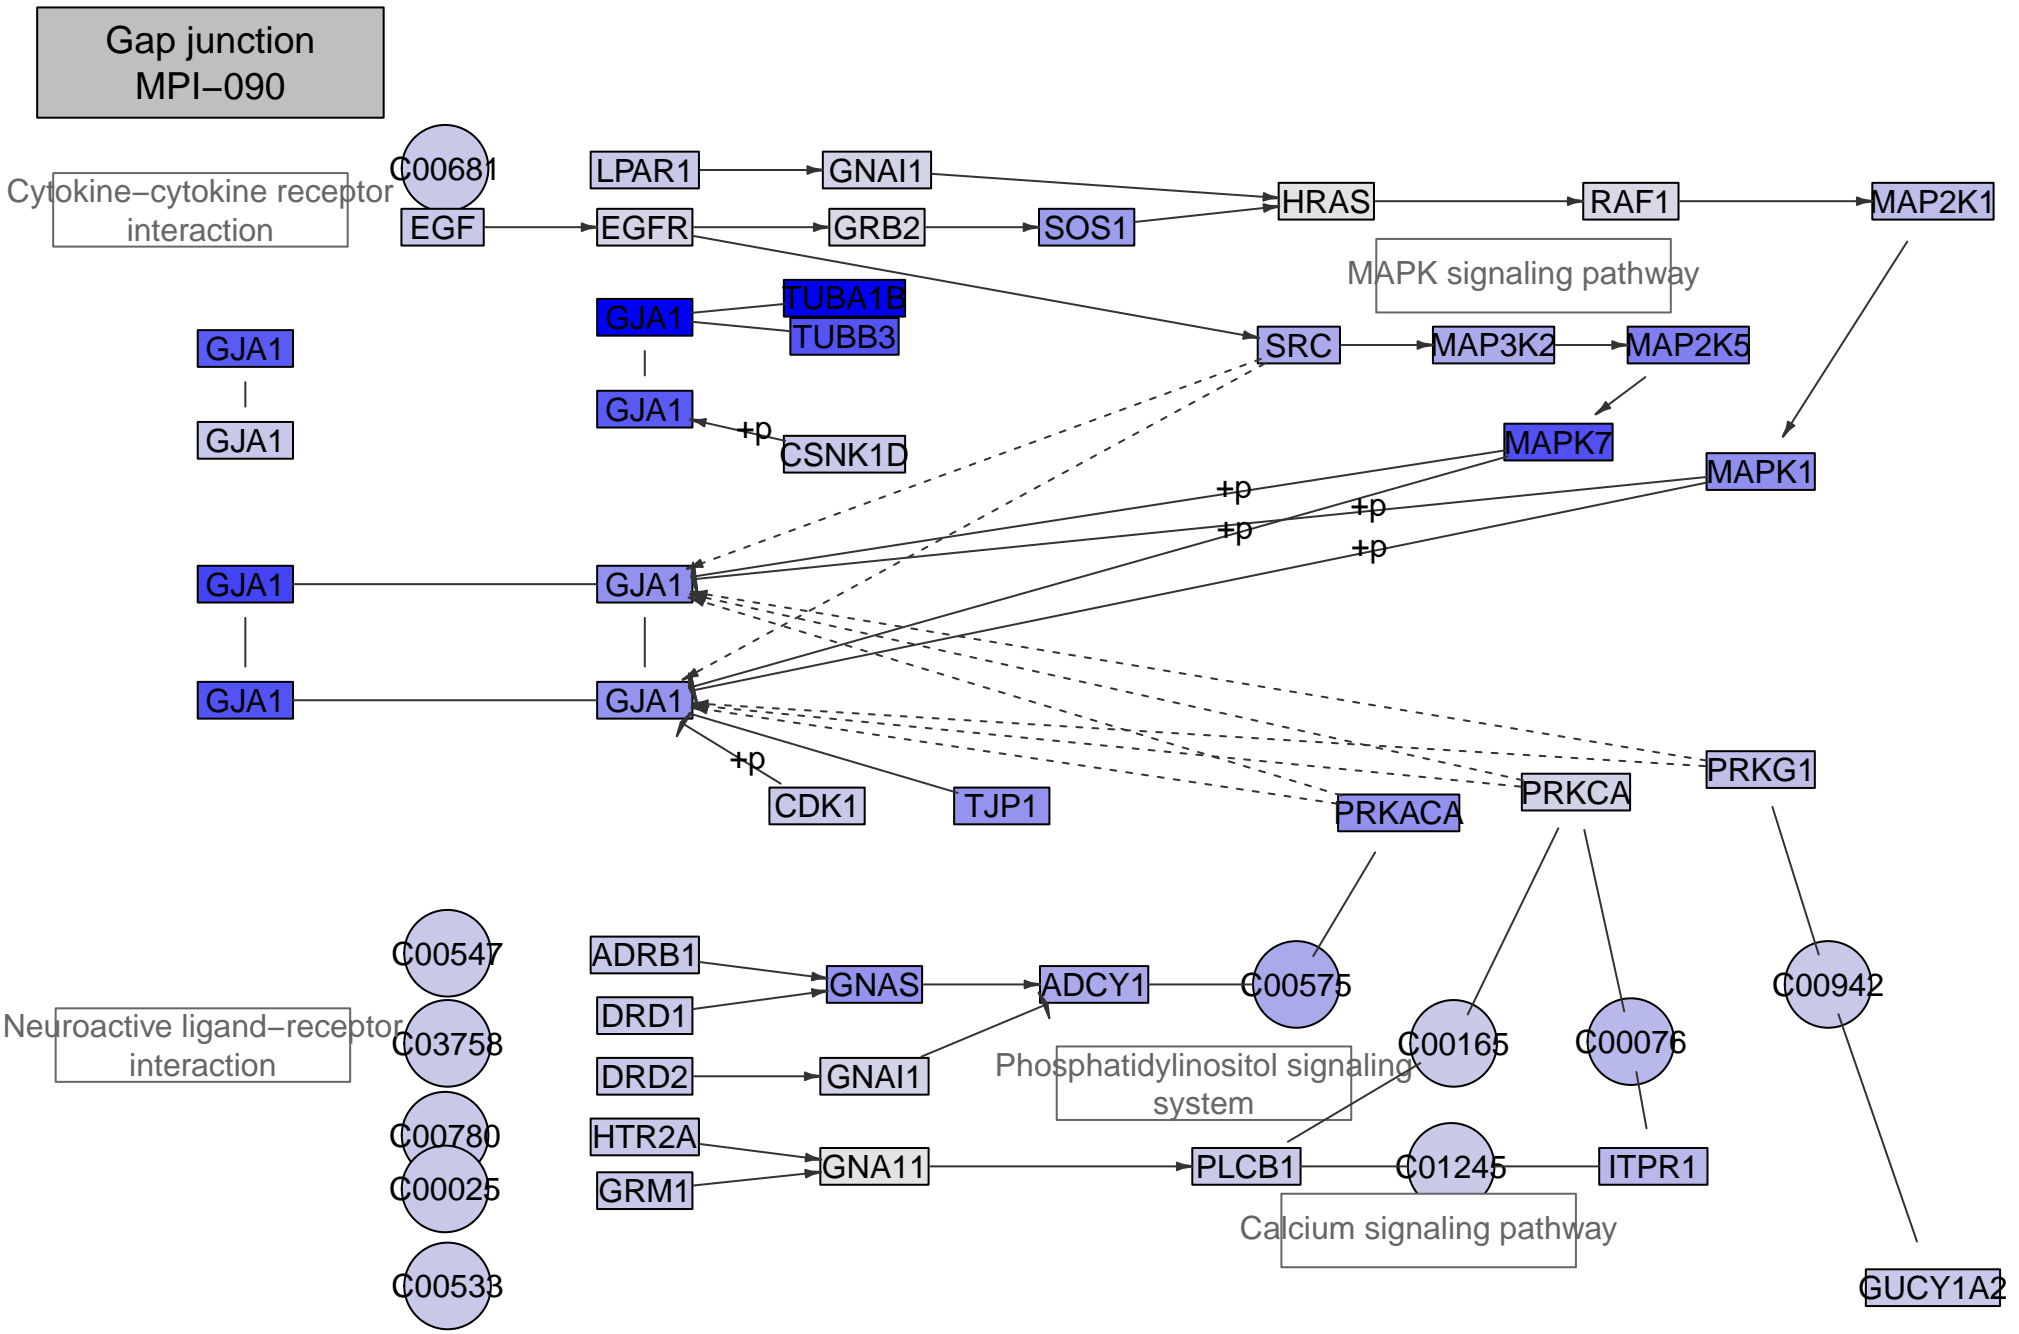 Gap junction
MPI−090
C00681
LPAR1
GNAI1
Cytokine−cytokine receptor
interaction
HRAS
RAF1
MAP2K1
EGF
EGFR
GRB2
SOS1
MAPK signaling pathway
TUBA1B
GJA1
TUBB3
GJA1
SRC
MAP3K2
MAP2K5
GJA1
+p
CSNK1D
GJA1
MAPK7
MAPK1
+p
+p
+p
+p
GJA1
GJA1
GJA1
GJA1
+p
CDK1
TJP1
PRKACA
PRKCA
PRKG1
C00547
ADRB1
GNAS
ADCY1
C00575
C00942
DRD1
Neuroactive ligand−receptor
interaction
C03758
C00165
C00076
DRD2
GNAI1
Phosphatidylinositol signaling
system
C00780
HTR2A
GNA11
PLCB1
C01245
ITPR1
C00025
GRM1
Calcium signaling pathway
C00533
GUCY1A2